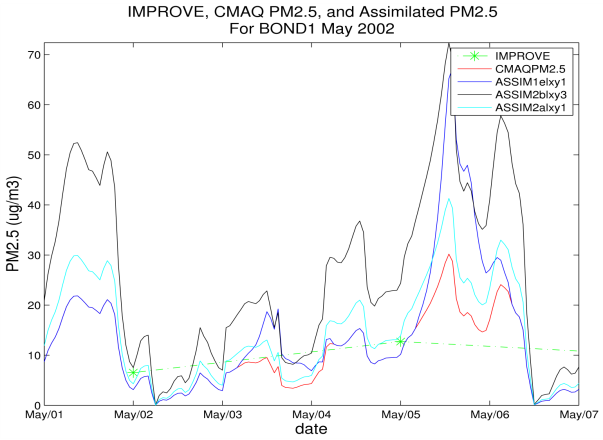 IMPROVE, CMAQ PM2.5, and Assimilated PM2.5
For BOND1 May 2002
IMPROVE
CMAQPM2.5
ASSIM1elxy1
ASSIM2blxy3
ASSIM2alxy1
PM2.5 (ug/m3)
70
60
50
40
30
20
10
0
May/01 May/02 May/03 May/04 May/05 May/06 May/07
date